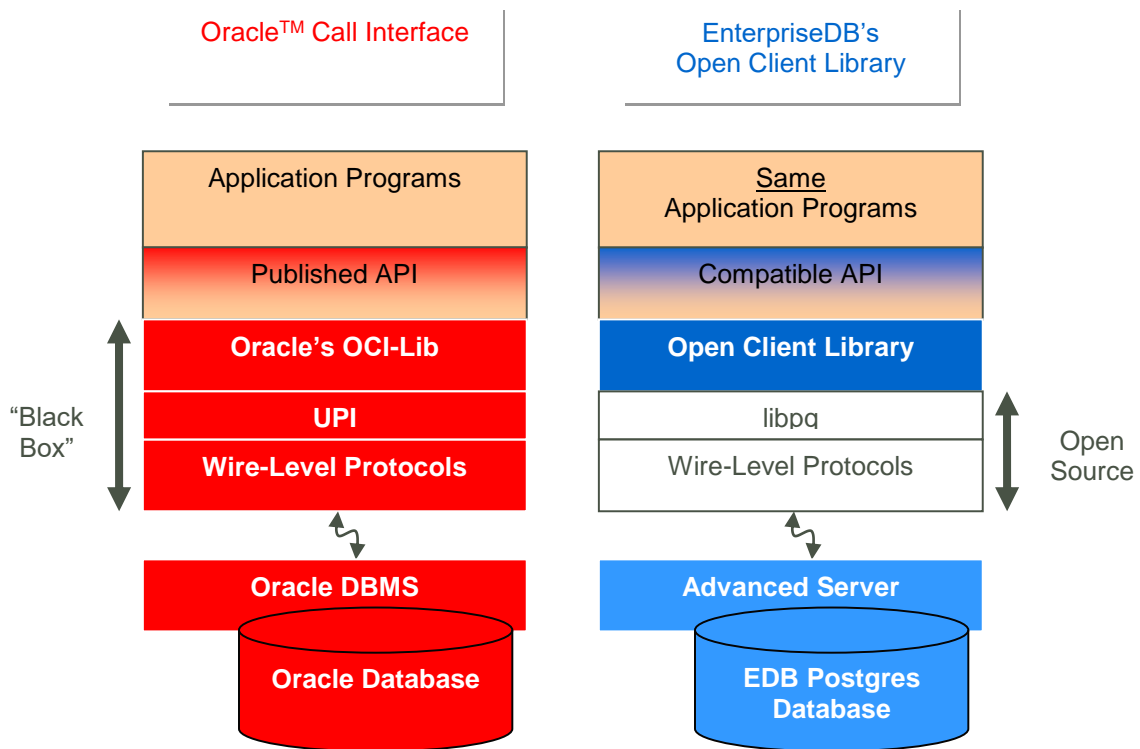 Oracle™ Call Interface
EnterpriseDB's
Open Client Library
Application Programs
Published API
Oracle's OCI-Lib
UPI
Wire-Level Protocols
"Black
Box"
Oracle DBMS
Oracle Database
Same
Application Programs
Compatible API
Open Client Library
libpq
Wire-Level Protocols
Open
Source
Advanced Server
EDB Postgres
Database